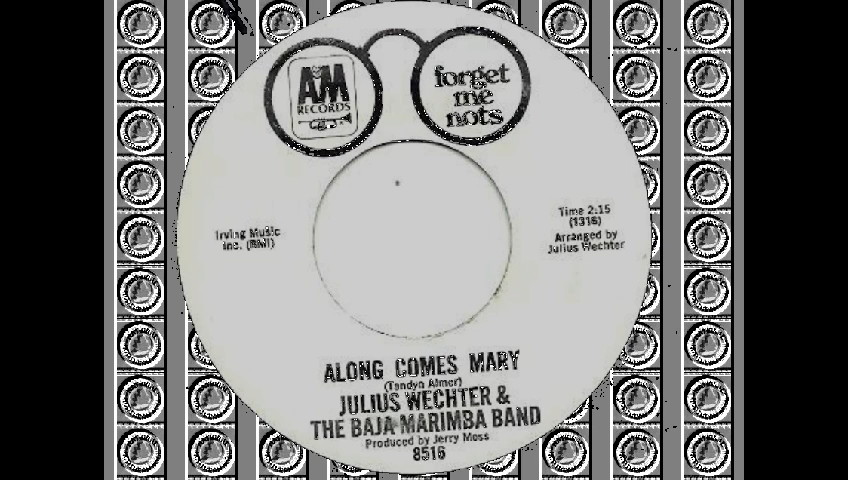 A&M
RECORDS
forget
me
nots
Irving Music
Inc. (BMI)
Time 2:15
(1316)
Arranged by
Julius Wechter
ALONG COMES MARY
(Tandyn Almer)
JULIUS WECHTER &
THE BAJA MARIMBA BAND
Produced by Jerry Moss
8516